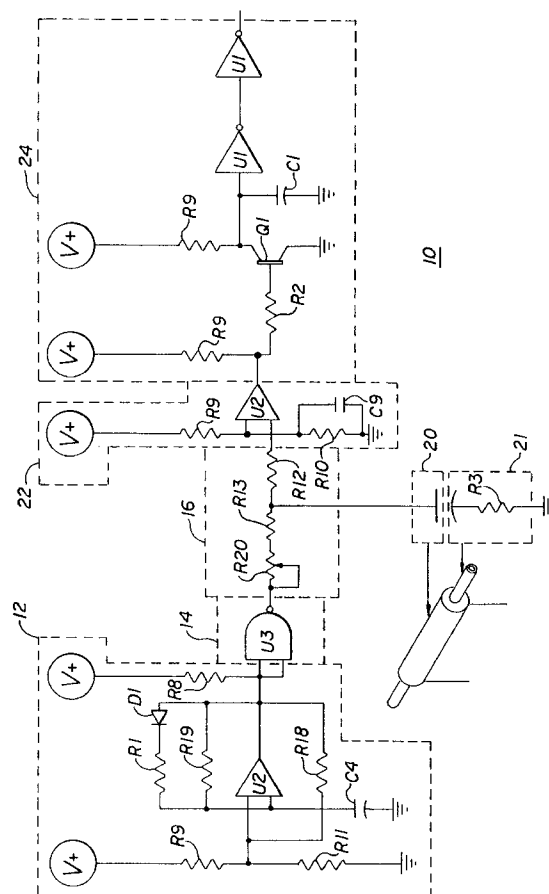 12
V+
V+
R8
D1
R1
R19
U2
R18
C4
R9
R11
14
U3
16
R20
R13
R12
20
21
R3
22
V+
R9
U2
R10
C9
24
V+
R9
V+
R9
R2
Q1
C1
U1
U1
10